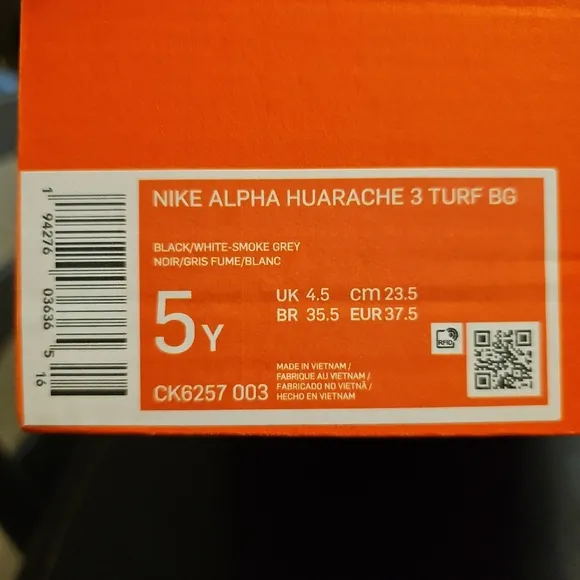 NIKE ALPHA HUARACHE 3 TURF BG
BLACK/WHITE-SMOKE GREY
NOIR/GRIS FUME/BLANC
5Y
UK 4.5 CM 23.5
BR 35.5 EUR 37.5
RFID
MADE IN VIETNAM /
FABRIQUE AU VIETNAM /
FABRICADO NO VIETNÃ /
HECHO EN VIETNAM
CK6257 003
1 94276 03636 5 16